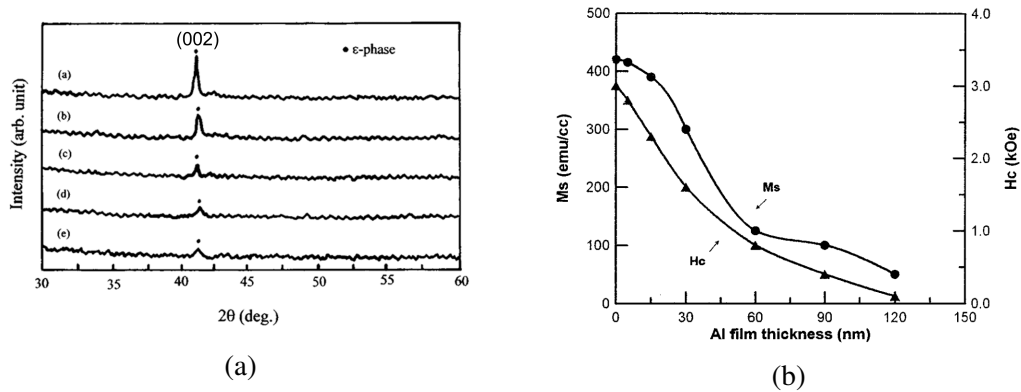 (002)
• ε-phase
(a)
(b)
(c)
(d)
(e)
Intensity (arb. unit)
30 35 40 45 50 55 60
2θ (deg.)
(a)
500
400
300
200
100
0
Ms (emu/cc)
4.0
3.0
2.0
1.0
0.0
Hc (kOe)
Ms
Hc
0 30 60 90 120 150
Al film thickness (nm)
(b)